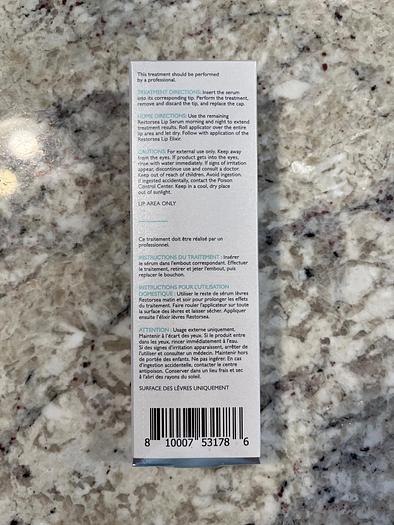 This treatment should be performed
by a professional.
TREATMENT DIRECTIONS: Insert the serum
into its corresponding tip. Perform the treatment,
remove and discard the tip, and replace the cap.
HOME DIRECTIONS: Use the remaining
Restorsea Lip Serum morning and night to extend
treatment results. Roll applicator over the entire
lip area and let dry. Follow with application of the
Restorsea Lip Elixir.
CAUTIONS: For external use only. Keep away
from the eyes. If product gets into the eyes,
rinse with water immediately. If signs of irritation
appear, discontinue use and consult a doctor.
Keep out of reach of children. Avoid ingestion.
If ingested accidentally, contact the Poison
Control Center. Keep in a cool, dry place
out of sunlight.
LIP AREA ONLY
Ce traitement doit être réalisé par un
professionnel.
INSTRUCTIONS DU TRAITEMENT : Insérer
le sérum dans l'embout correspondant. Effectuer
le traitement, retirer et jeter l'embout, puis
replacer le bouchon.
INSTRUCTIONS POUR L'UTILISATION
DOMESTIQUE : Utiliser le reste de sérum lèvres
Restorsea matin et soir pour prolonger les effets
du traitement. Faire rouler l'applicateur sur toute
la surface des lèvres et laisser sécher. Appliquer
ensuite l'élixir lèvres Restorsea.
ATTENTION : Usage externe uniquement.
Maintenir à l'écart des yeux. Si le produit entre
dans les yeux, rincer immédiatement à l'eau.
Si des signes d'irritation apparaissent, arrêter de
l'utiliser et consulter un médecin. Maintenir hors
de portée des enfants. Ne pas ingérer. En cas
d'ingestion accidentelle, contacter le centre
antipoison. Conserver dans un lieu frais et sec
à l'abri des rayons du soleil.
SURFACE DES LÈVRES UNIQUEMENT
8 10007 53178 6